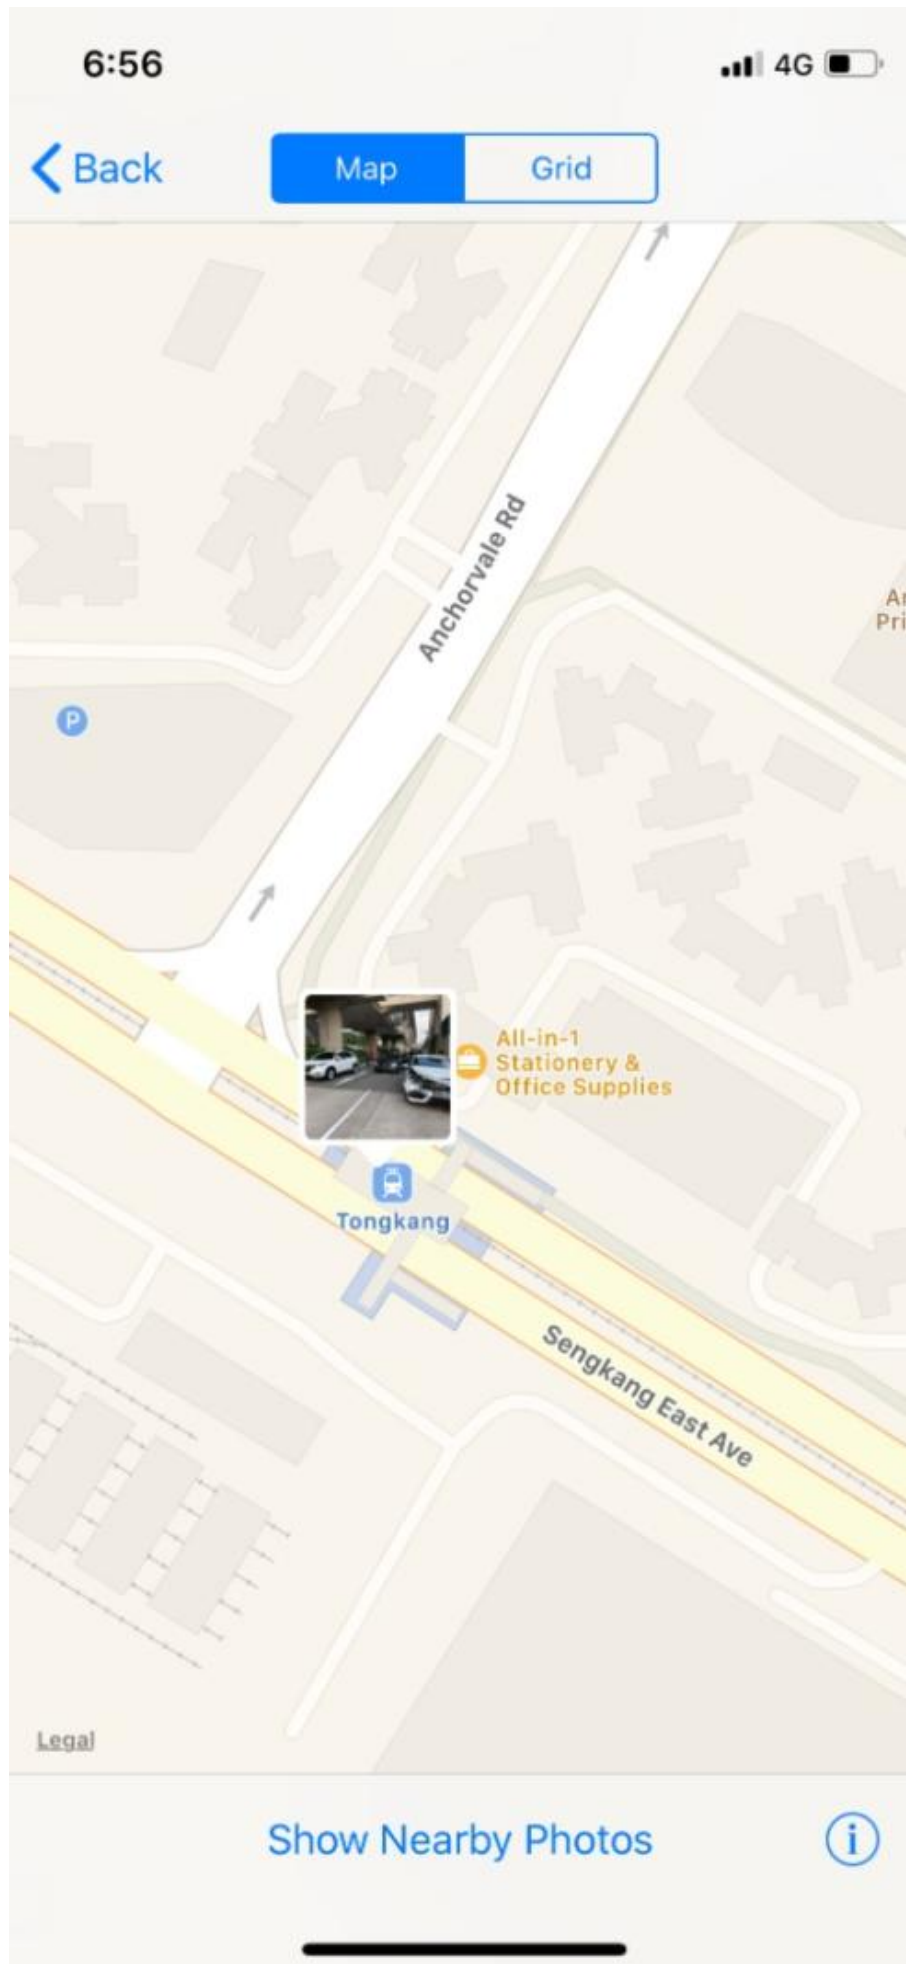 6:56
4G
Back
Map
Grid
Anchorvale Rd
P
All-in-1
Stationery &
Office Supplies
Tongkang
Sengkang East Ave
Legal
Show Nearby Photos
i